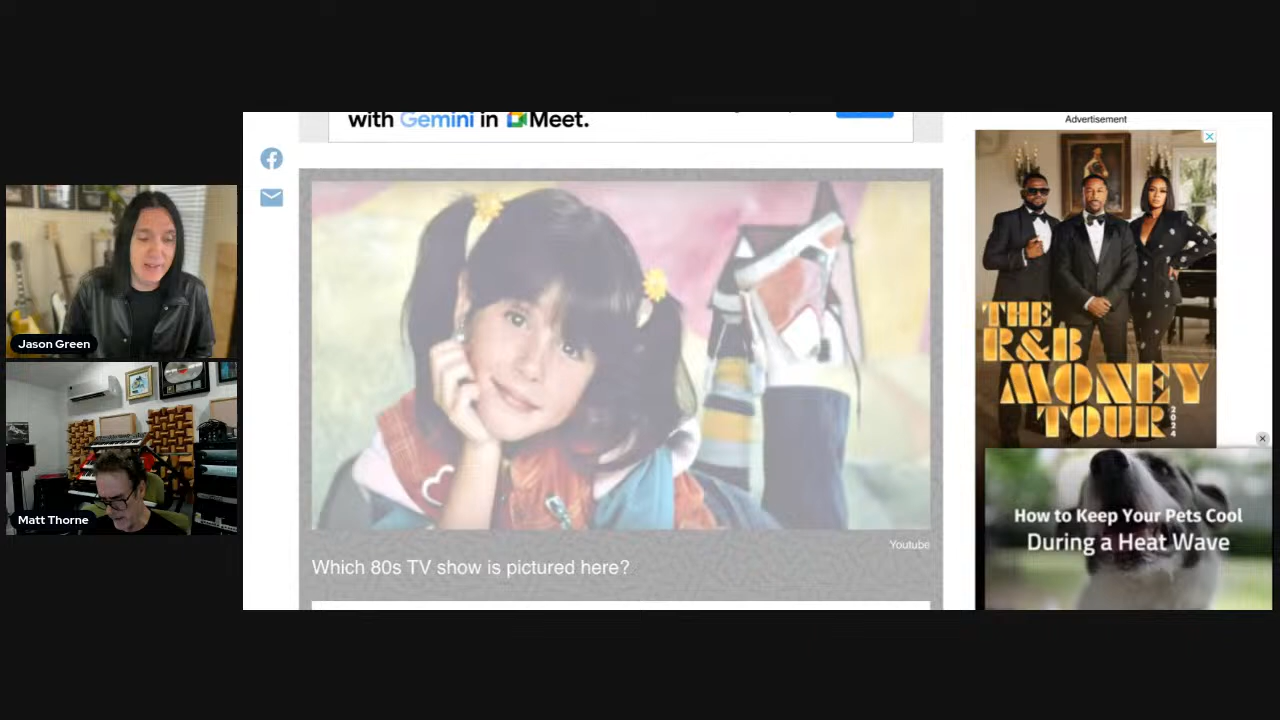 with Gemini in Meet.
Advertisement
THE
R&B
MONEY
TOUR
2024
Jason Green
Matt Thorne
How to Keep Your Pets Cool
During a Heat Wave
Youtube
Which 80s TV show is pictured here?